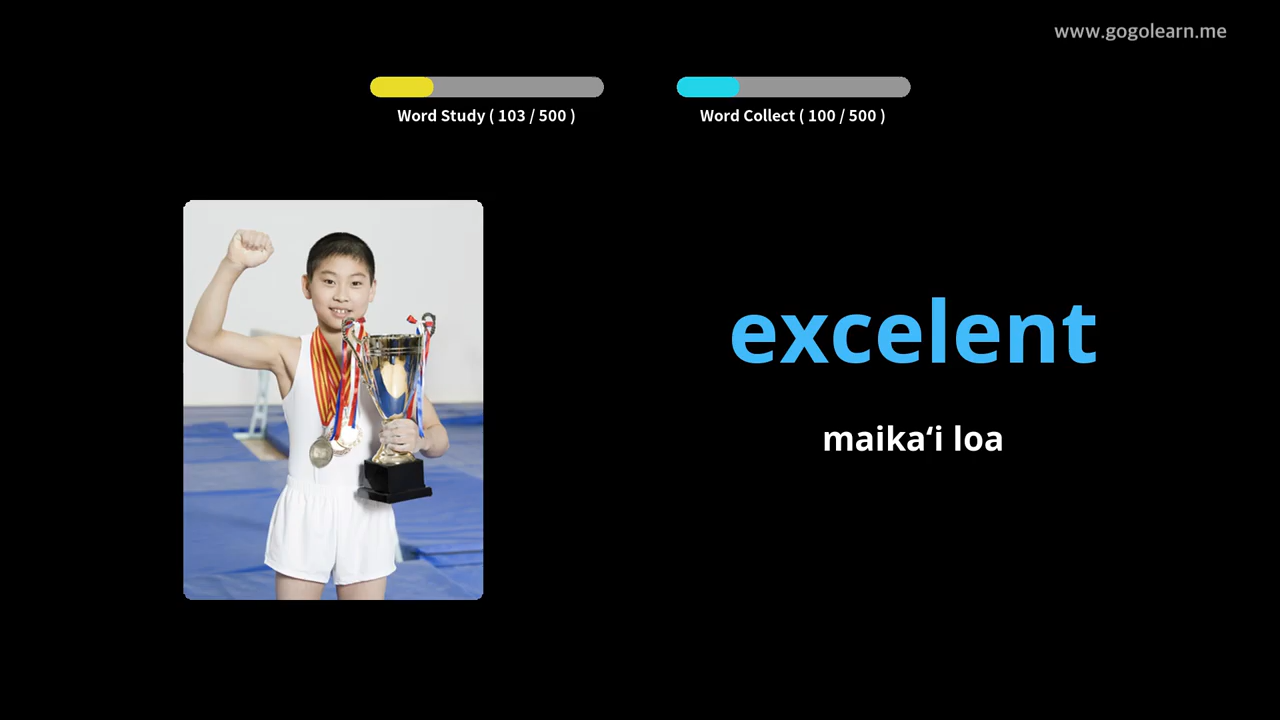 www.gogolearn.me
Word Study ( 103 / 500 )
Word Collect ( 100 / 500 )
excelent
maikaʻi loa